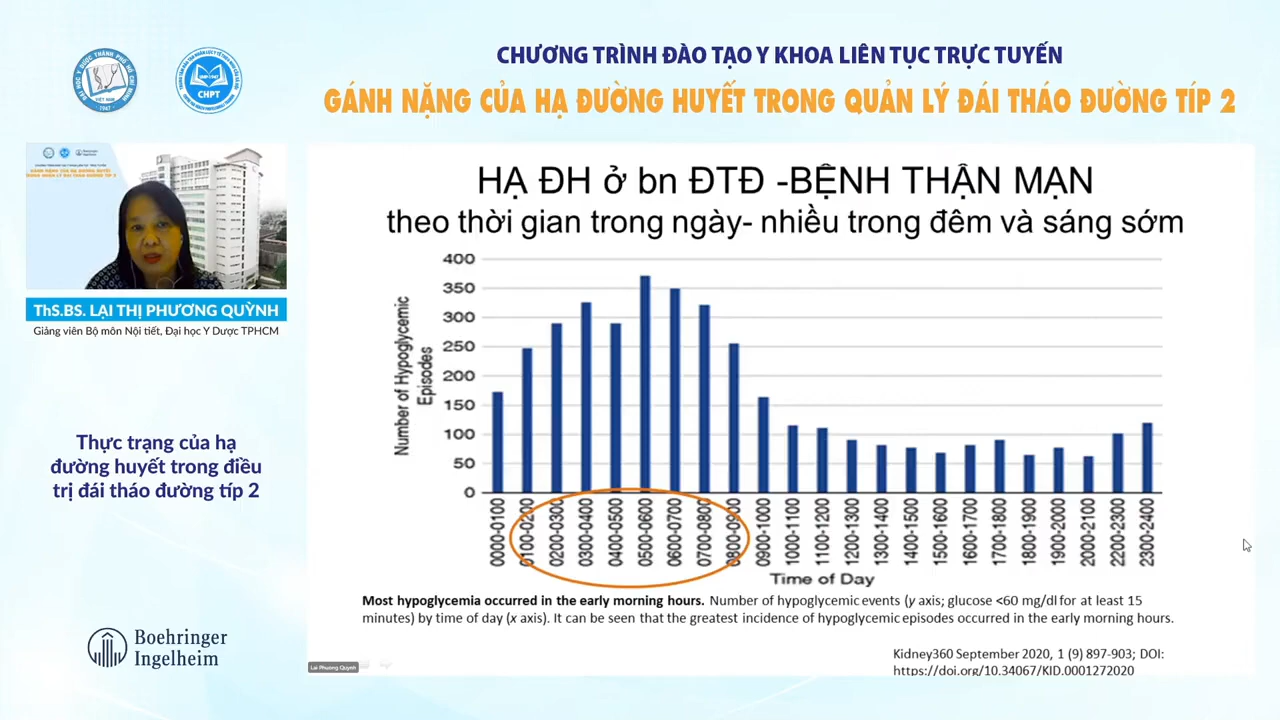 CHƯƠNG TRÌNH ĐÀO TẠO Y KHOA LIÊN TỤC TRỰC TUYẾN
GÁNH NẶNG CỦA HẠ ĐƯỜNG HUYẾT TRONG QUẢN LÝ ĐÁI THÁO ĐƯỜNG TÍP 2
CHPT
ThS.BS. LẠI THỊ PHƯƠNG QUỲNH
Giảng viên Bộ môn Nội tiết, Đại học Y Dược TPHCM
Thực trạng của hạ
đường huyết trong điều
trị đái tháo đường típ 2
Boehringer
Ingelheim
HẠ ĐH ở bn ĐTĐ -BỆNH THẬN MẠN
theo thời gian trong ngày- nhiều trong đêm và sáng sớm
Number of Hypoglycemic
Episodes
400
350
300
250
200
150
100
50
0
0000-0100
0100-0200
0200-0300
0300-0400
0400-0500
0500-0600
0600-0700
0700-0800
0800-0900
0900-1000
1000-1100
1100-1200
1200-1300
1300-1400
1400-1500
1500-1600
1600-1700
1700-1800
1800-1900
1900-2000
2000-2100
2200-2300
2300-2400
Time of Day
Most hypoglycemia occurred in the early morning hours. Number of hypoglycemic events (y axis; glucose <60 mg/dl for at least 15
minutes) by time of day (x axis). It can be seen that the greatest incidence of hypoglycemic episodes occurred in the early morning hours.
Kidney360 September 2020, 1 (9) 897-903; DOI:
https://doi.org/10.34067/KID.0001272020
Lai Phương Quỳnh